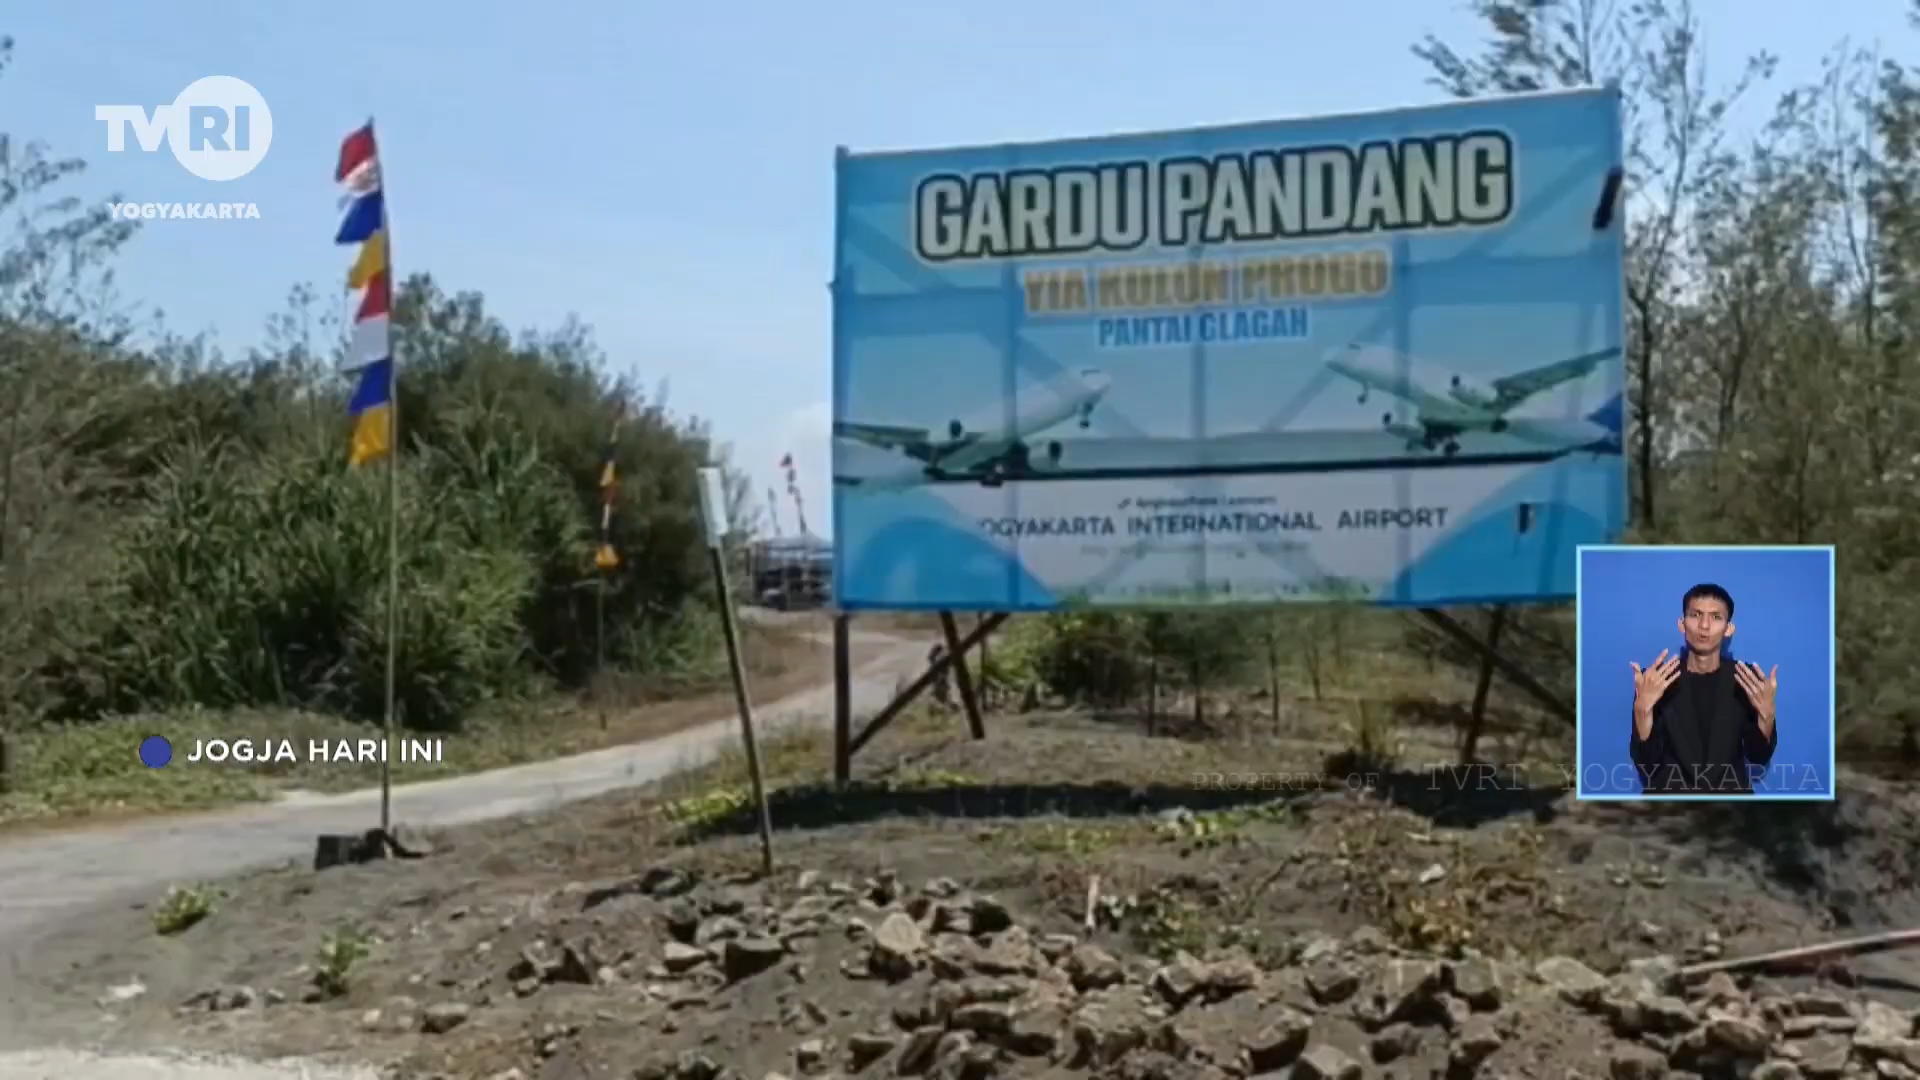 TVRI
YOGYAKARTA
GARDU PANDANG
YIA KULON PROGO
PANTAI GLAGAH
YOGYAKARTA INTERNATIONAL AIRPORT
JOGJA HARI INI
PROPERTY OF TVRI YOGYAKARTA